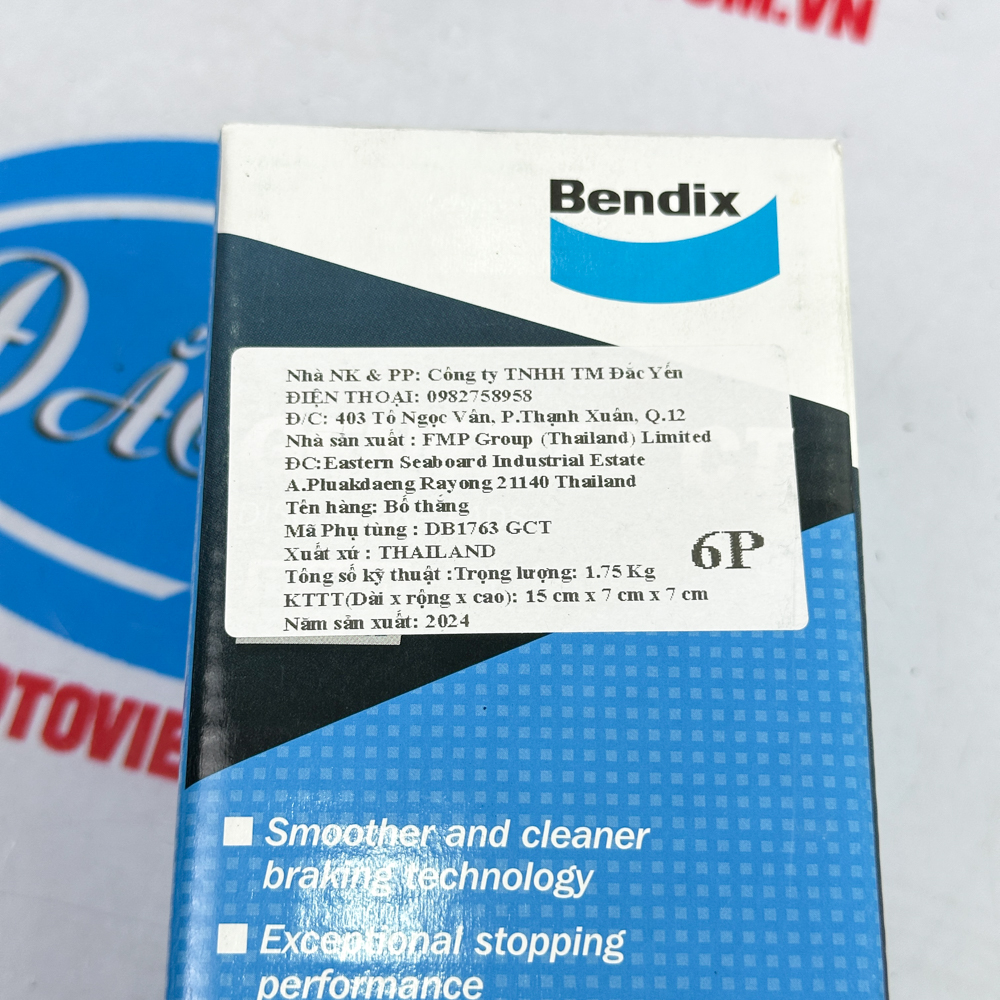 OM.VN
Bendix
ĐẮC
Nhà NK & PP: Công ty TNHH TM Đắc Yến
ĐIỆN THOẠI: 0982758958
Đ/C: 403 Tô Ngọc Vân, P.Thạnh Xuân, Q.12
Nhà sản xuất : FMP Group (Thailand) Limited
ĐC:Eastern Seaboard Industrial Estate
A.Pluakdaeng Rayong 21140 Thailand
Tên hàng: Bố thắng
Mã Phụ tùng : DB1763 GCT
Xuất xứ : THAILAND
6P
Tổng số kỹ thuật :Trọng lượng: 1.75 Kg
KTTT(Dài x rộng x cao): 15 cm x 7 cm x 7 cm
Năm sản xuất: 2024
OTOVIE
Smoother and cleaner
braking technology
Exceptional stopping
performance